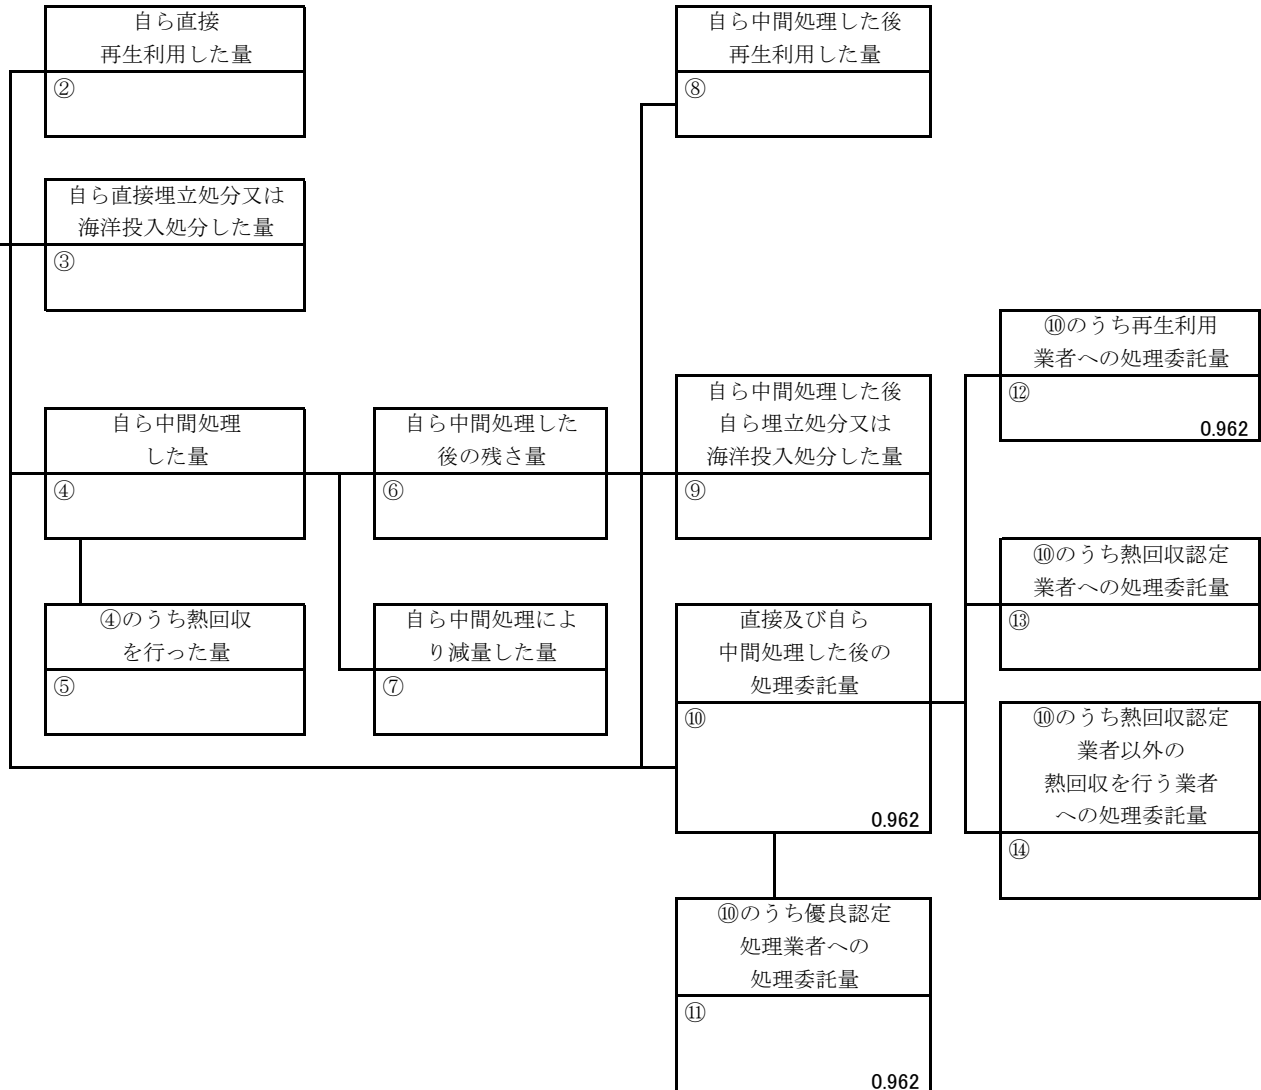 自ら直接
再生利用した量
②
自ら中間処理した後
再生利用した量
⑧
自ら直接埋立処分又は
海洋投入処分した量
③
⑩のうち再生利用
業者への処理委託量
⑫
0.962
自ら中間処理
した量
④
自ら中間処理した
後の残さ量
⑥
自ら中間処理した後
自ら埋立処分又は
海洋投入処分した量
⑨
⑩のうち熱回収認定
業者への処理委託量
⑬
④のうち熱回収
を行った量
⑤
自ら中間処理によ
り減量した量
⑦
直接及び自ら
中間処理した後の
処理委託量
⑩
0.962
⑩のうち熱回収認定
業者以外の
熱回収を行う業者
への処理委託量
⑭
⑩のうち優良認定
処理業者への
処理委託量
⑪
0.962